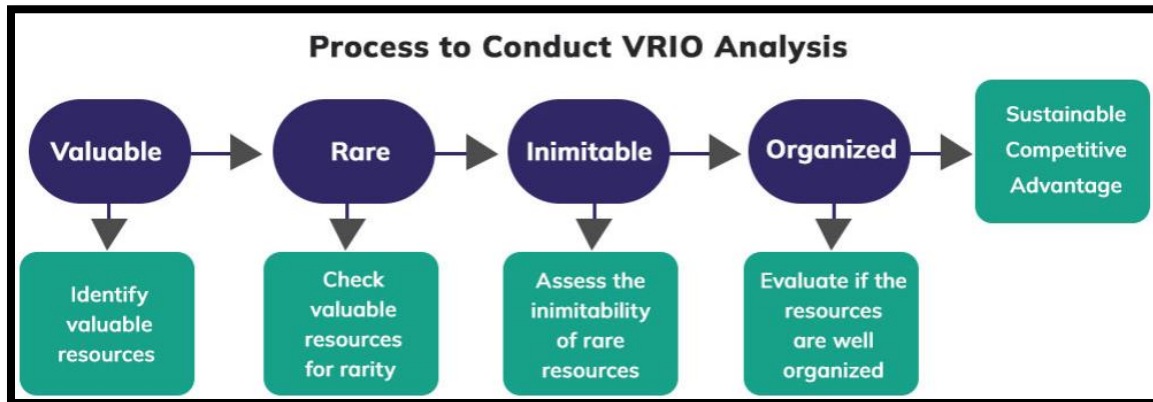 Process to Conduct VRIO Analysis
Valuable
Rare
Inimitable
Organized
Sustainable
Competitive
Advantage
Identify
valuable
resources
Check
valuable
resources
for rarity
Assess the
inimitability
of rare
resources
Evaluate if the
resources
are well
organized